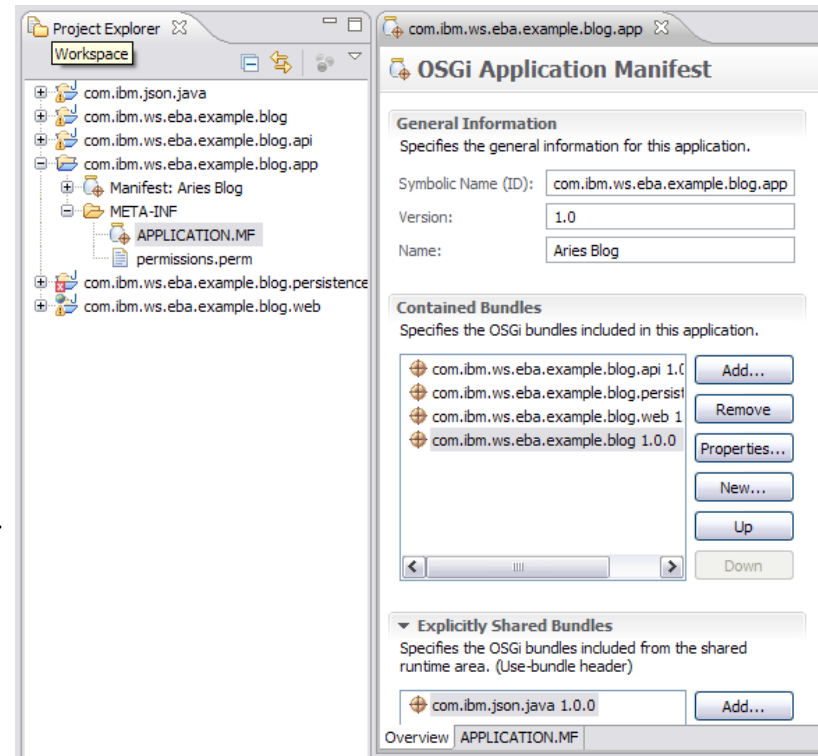 Project Explorer
Workspace
com.ibm.json.java
com.ibm.ws.eba.example.blog
com.ibm.ws.eba.example.blog.api
com.ibm.ws.eba.example.blog.app
Manifest: Aries Blog
META-INF
APPLICATION.MF
permissions.perm
com.ibm.ws.eba.example.blog.persistence
com.ibm.ws.eba.example.blog.web
com.ibm.ws.eba.example.blog.app
OSGi Application Manifest
General Information
Specifies the general information for this application.
Symbolic Name (ID): com.ibm.ws.eba.example.blog.app
Version: 1.0
Name: Aries Blog
Contained Bundles
Specifies the OSGi bundles included in this application.
com.ibm.ws.eba.example.blog.api 1.0
com.ibm.ws.eba.example.blog.persist
com.ibm.ws.eba.example.blog.web 1
com.ibm.ws.eba.example.blog 1.0.0
Add...
Remove
Properties...
New...
Up
Down
Explicitly Shared Bundles
Specifies the OSGi bundles included from the shared
runtime area. (Use-bundle header)
com.ibm.json.java 1.0.0
Add...
Overview APPLICATION.MF